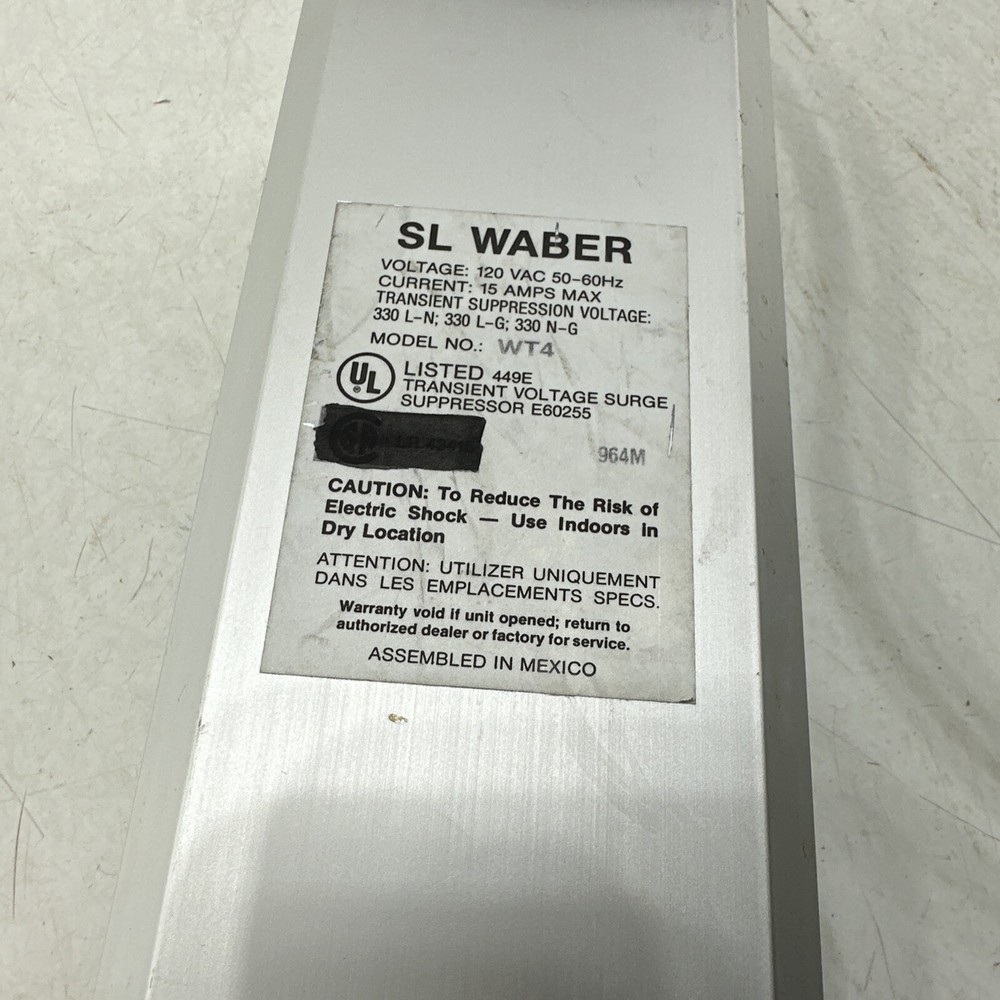 SL WABER
VOLTAGE: 120 VAC 50-60Hz
CURRENT: 15 AMPS MAX
TRANSIENT SUPPRESSION VOLTAGE:
330 L-N; 330 L-G; 330 N-G
MODEL NO.: WT4
UL LISTED 449E
TRANSIENT VOLTAGE SURGE
SUPPRESSOR E60255
LR
964M
CAUTION: To Reduce The Risk of
Electric Shock — Use Indoors in
Dry Location
ATTENTION: UTILIZER UNIQUEMENT
DANS LES EMPLACEMENTS SPECS.
Warranty void if unit opened; return to
authorized dealer or factory for service.
ASSEMBLED IN MEXICO